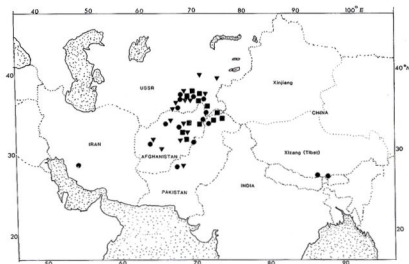 50 60 70 80 90 100° E
40
40°N
USSR
Xinjiang
CHINA
IRAN
Xizang (Tibet)
30
30
AFGHANISTAN
PAKISTAN
INDIA
20
20
50 60 70 80 90